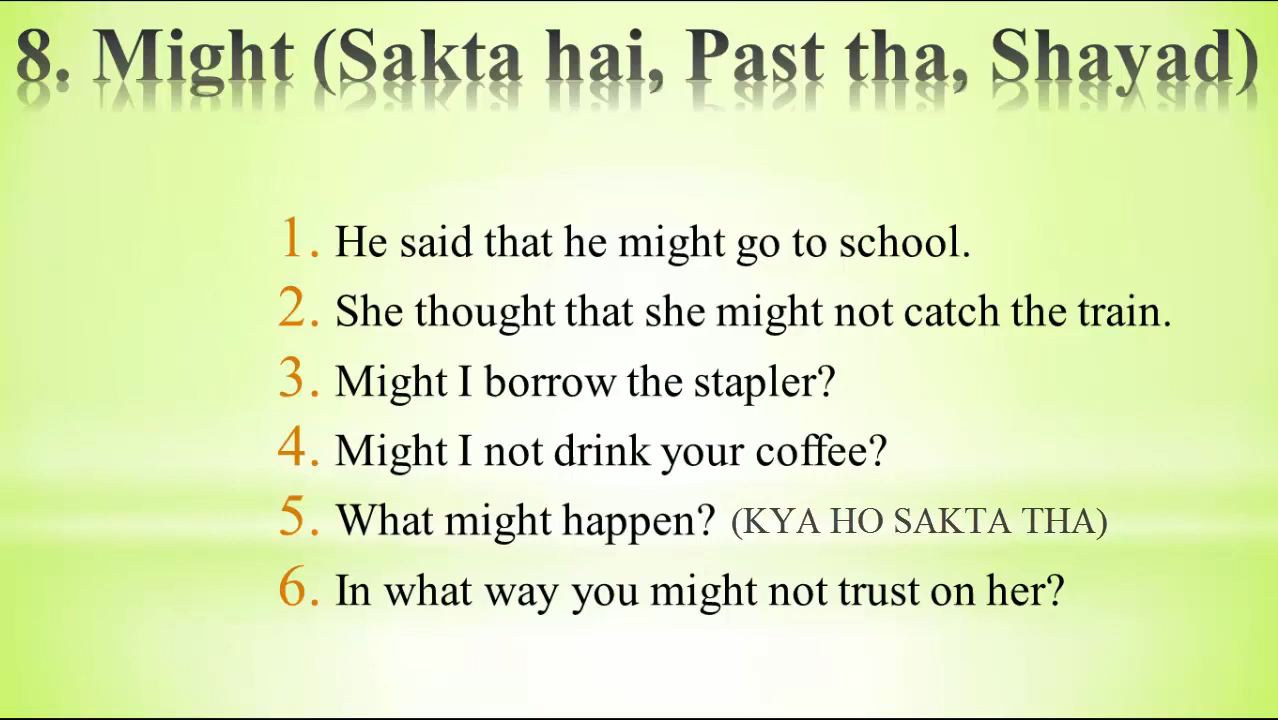 8. Might (Sakta hai, Past tha, Shayad)
1. He said that he might go to school.
2. She thought that she might not catch the train.
3. Might I borrow the stapler?
4. Might I not drink your coffee?
5. What might happen? (KYA HO SAKTA THA)
6. In what way you might not trust on her?